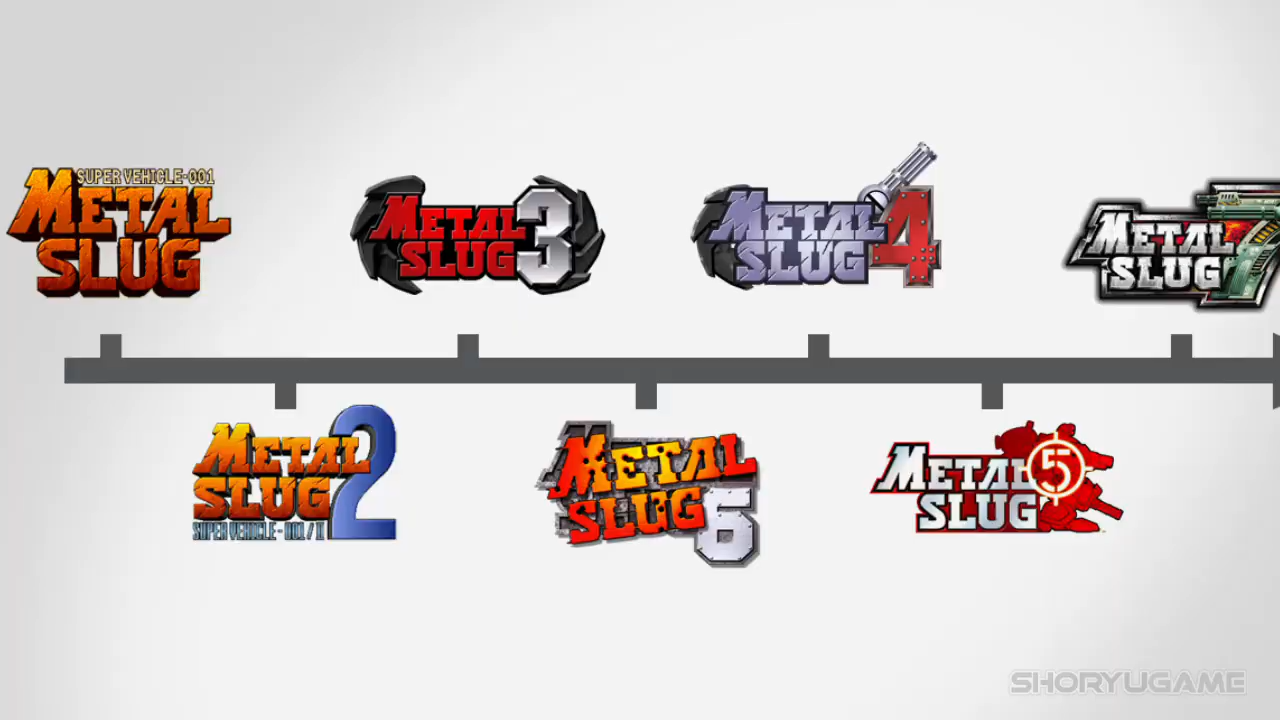 SUPER VEHICLE-001
METAL
SLUG
METAL
SLUG 3
METAL
SLUG 4
METAL
SLUG 7
METAL
SLUG 2
SUPER VEHICLE-001/II
METAL
SLUG 6
METAL 5
SLUG
SHORYUGAME